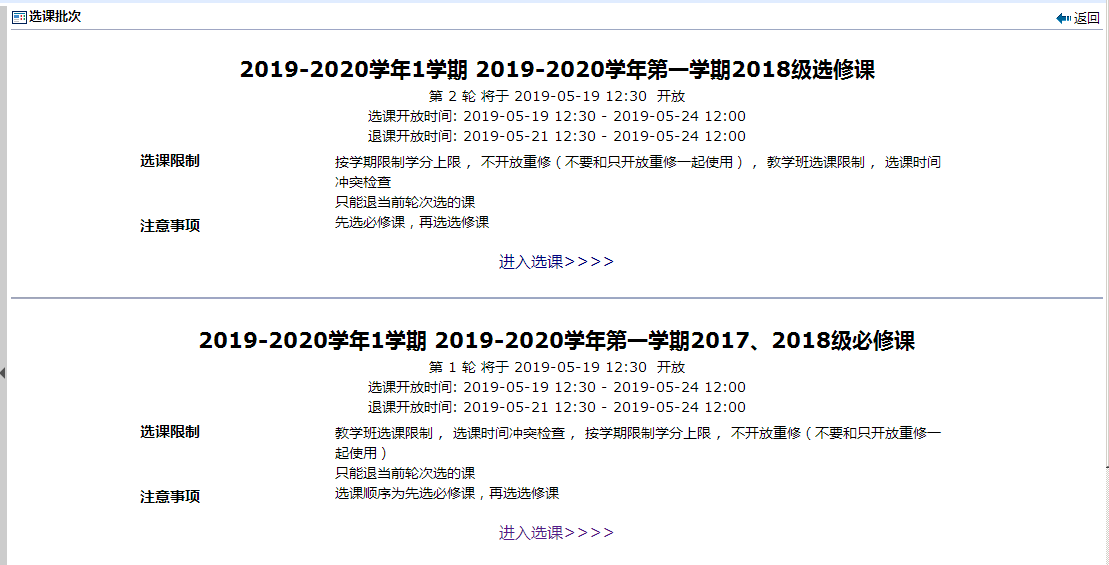 选课批次
返回
2019-2020学年1学期 2019-2020学年第一学期2018级选修课
第 2 轮 将于 2019-05-19 12:30 开放
选课开放时间: 2019-05-19 12:30 - 2019-05-24 12:00
退课开放时间: 2019-05-21 12:30 - 2019-05-24 12:00
选课限制
按学期限制学分上限 , 不开放重修 ( 不要和只开放重修一起使用 ) , 教学班选课限制 , 选课时间
冲突检查
只能退当前轮次选的课
注意事项
先选必修课 , 再选选修课
进入选课>>>>
2019-2020学年1学期 2019-2020学年第一学期2017、2018级必修课
第 1 轮 将于 2019-05-19 12:30 开放
选课开放时间: 2019-05-19 12:30 - 2019-05-24 12:00
退课开放时间: 2019-05-21 12:30 - 2019-05-24 12:00
选课限制
教学班选课限制 , 选课时间冲突检查 , 按学期限制学分上限 , 不开放重修 ( 不要和只开放重修一
起使用 )
只能退当前轮次选的课
注意事项
选课顺序为先选必修课 , 再选选修课
进入选课>>>>